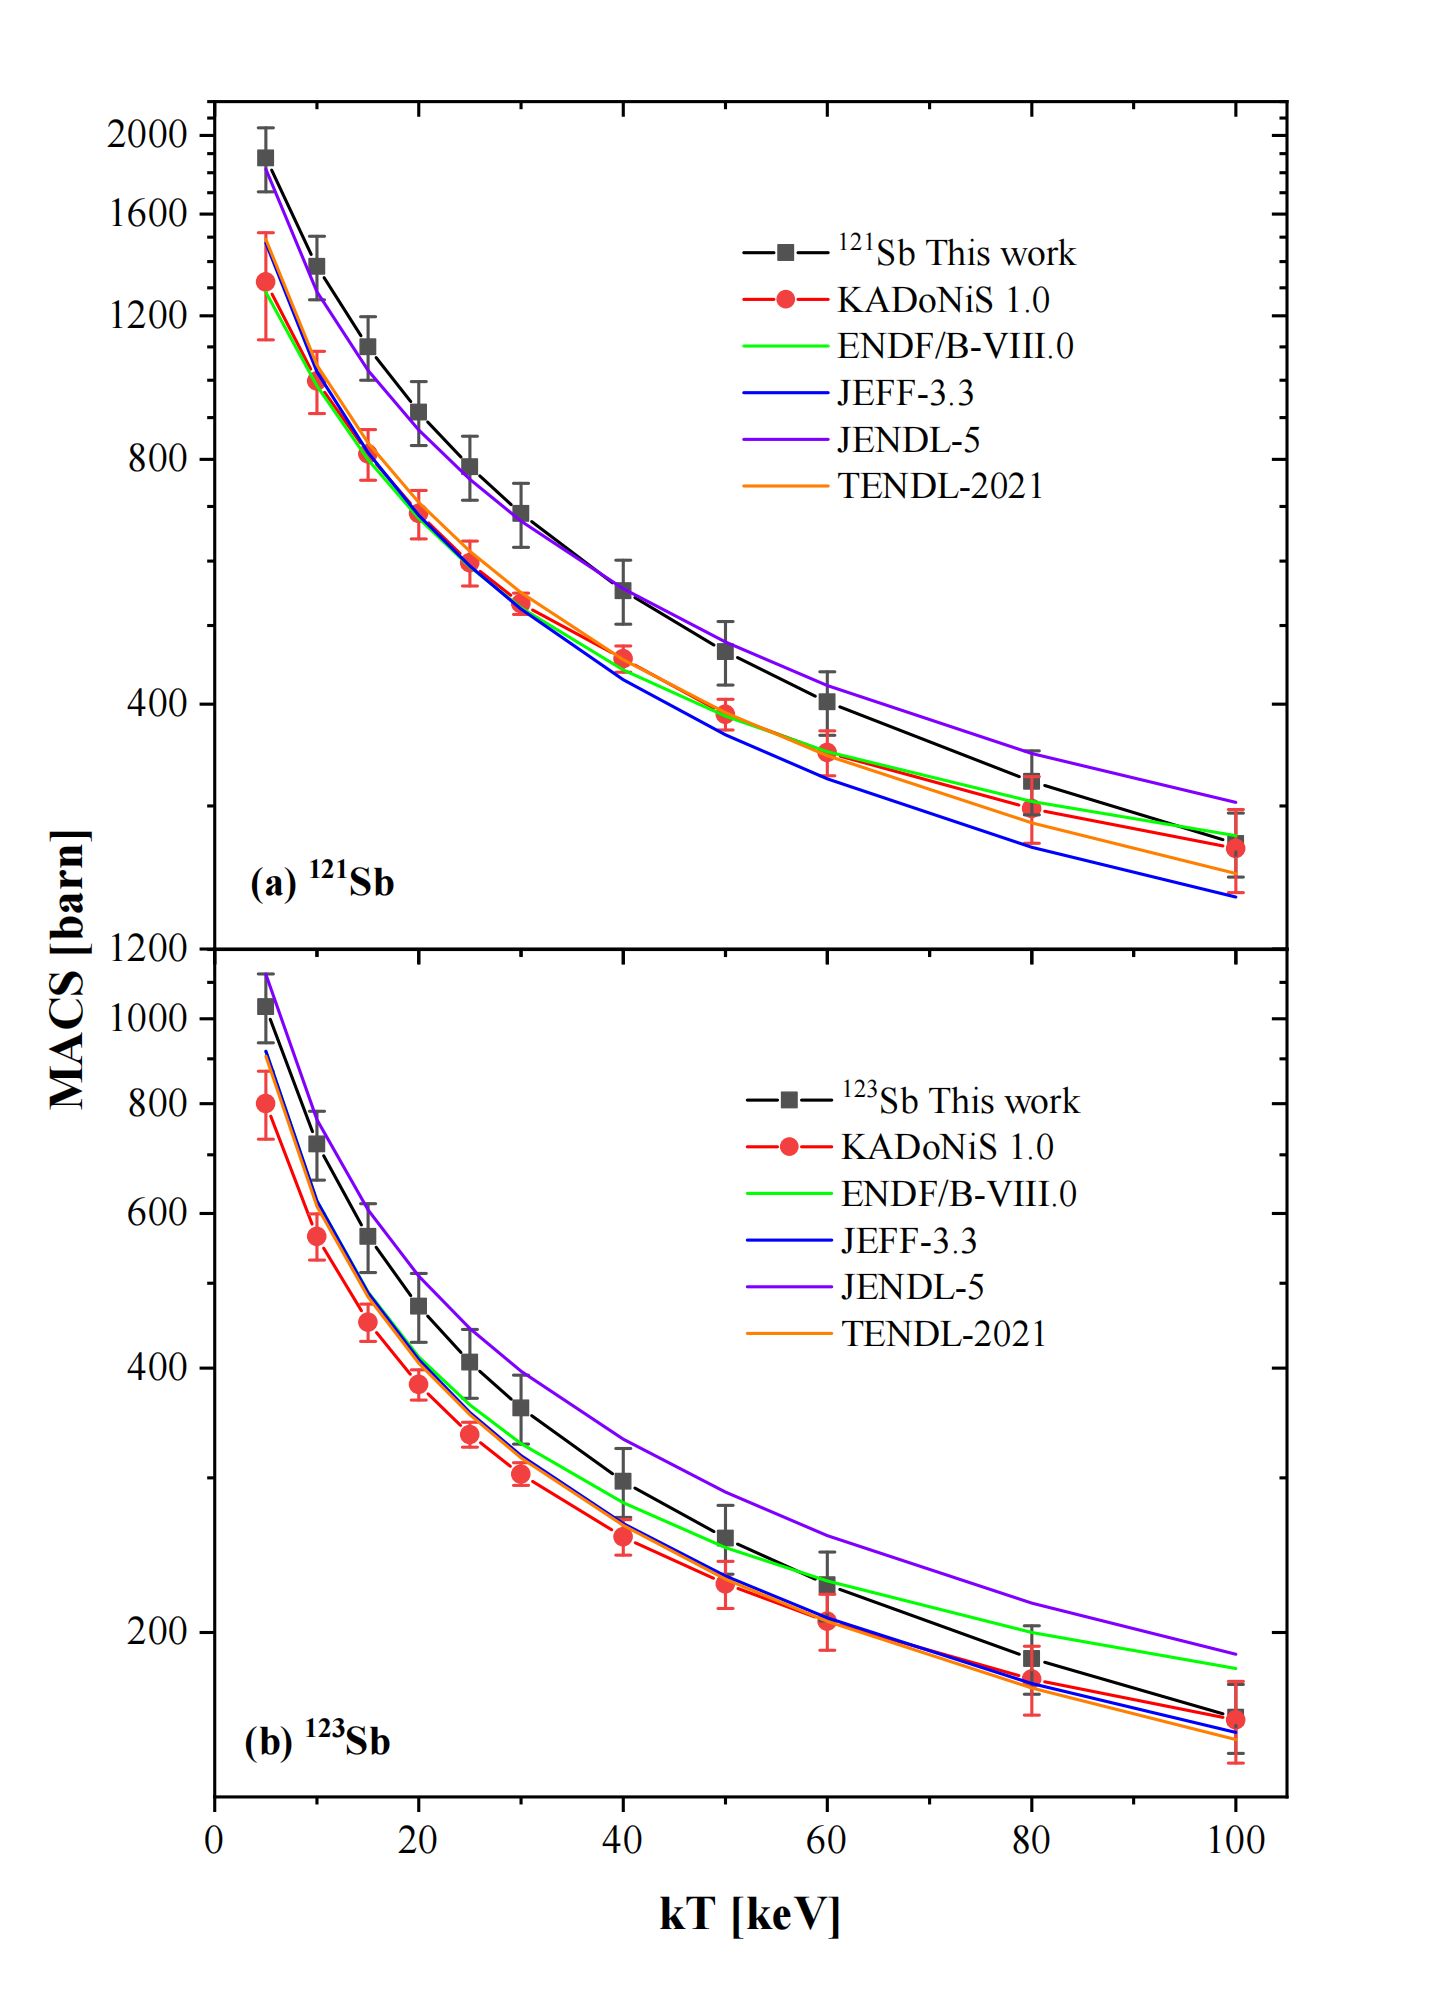 2000
1600
1200
800
400
¹²¹Sb This work
KADoNiS 1.0
ENDF/B-VIII.0
JEFF-3.3
JENDL-5
TENDL-2021
(a) ¹²¹Sb
MACS [barn]
1200
1000
800
600
400
200
¹²³Sb This work
KADoNiS 1.0
ENDF/B-VIII.0
JEFF-3.3
JENDL-5
TENDL-2021
(b) ¹²³Sb
0 20 40 60 80 100
kT [keV]